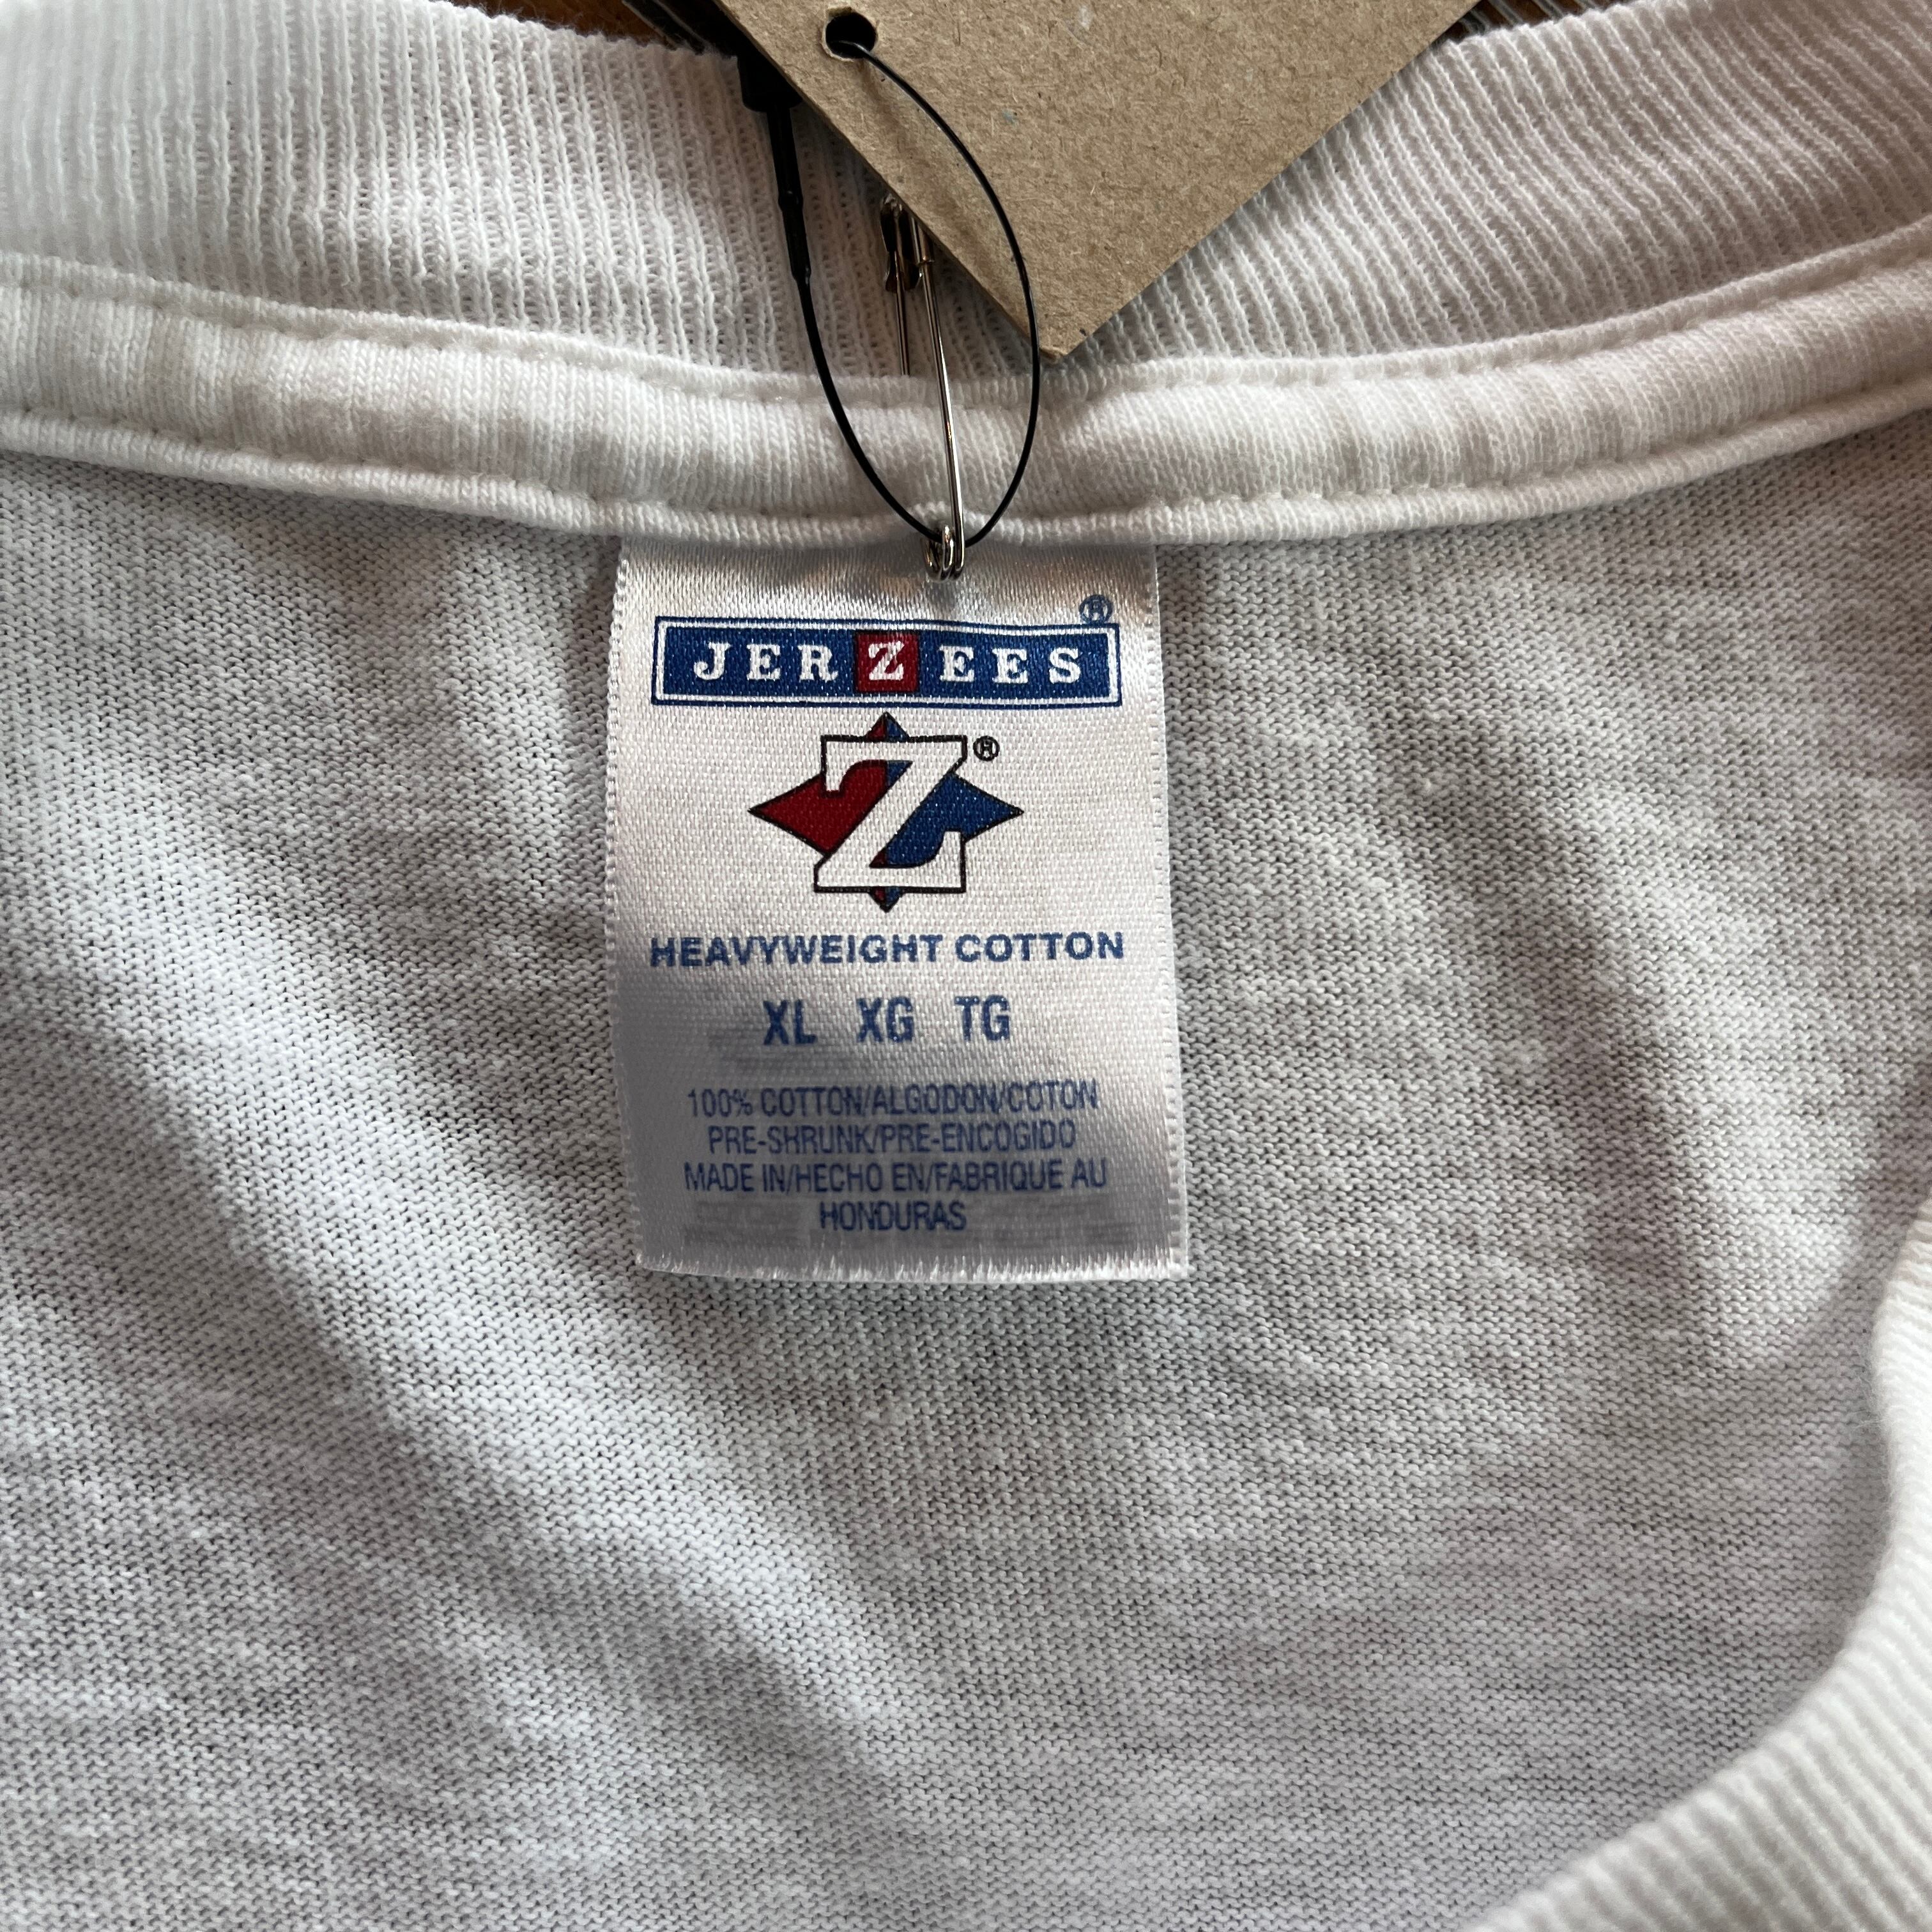 JERZEES®
Z®
HEAVYWEIGHT COTTON
XL XG TG
100% COTTON/ALGODON/COTON
PRE-SHRUNK/PRE-ENCOGIDO
MADE IN/HECHO EN/FABRIQUE AU
HONDURAS